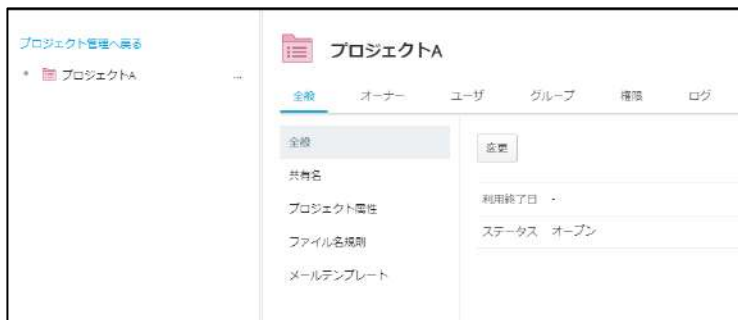 プロジェクト管理へ戻る
プロジェクトA
...
プロジェクトA
全般 オーナー ユーザ グループ 権限 ログ
全般
共有名
プロジェクト属性
ファイル名規則
メールテンプレート
変更
利用終了日 -
ステータス オープン